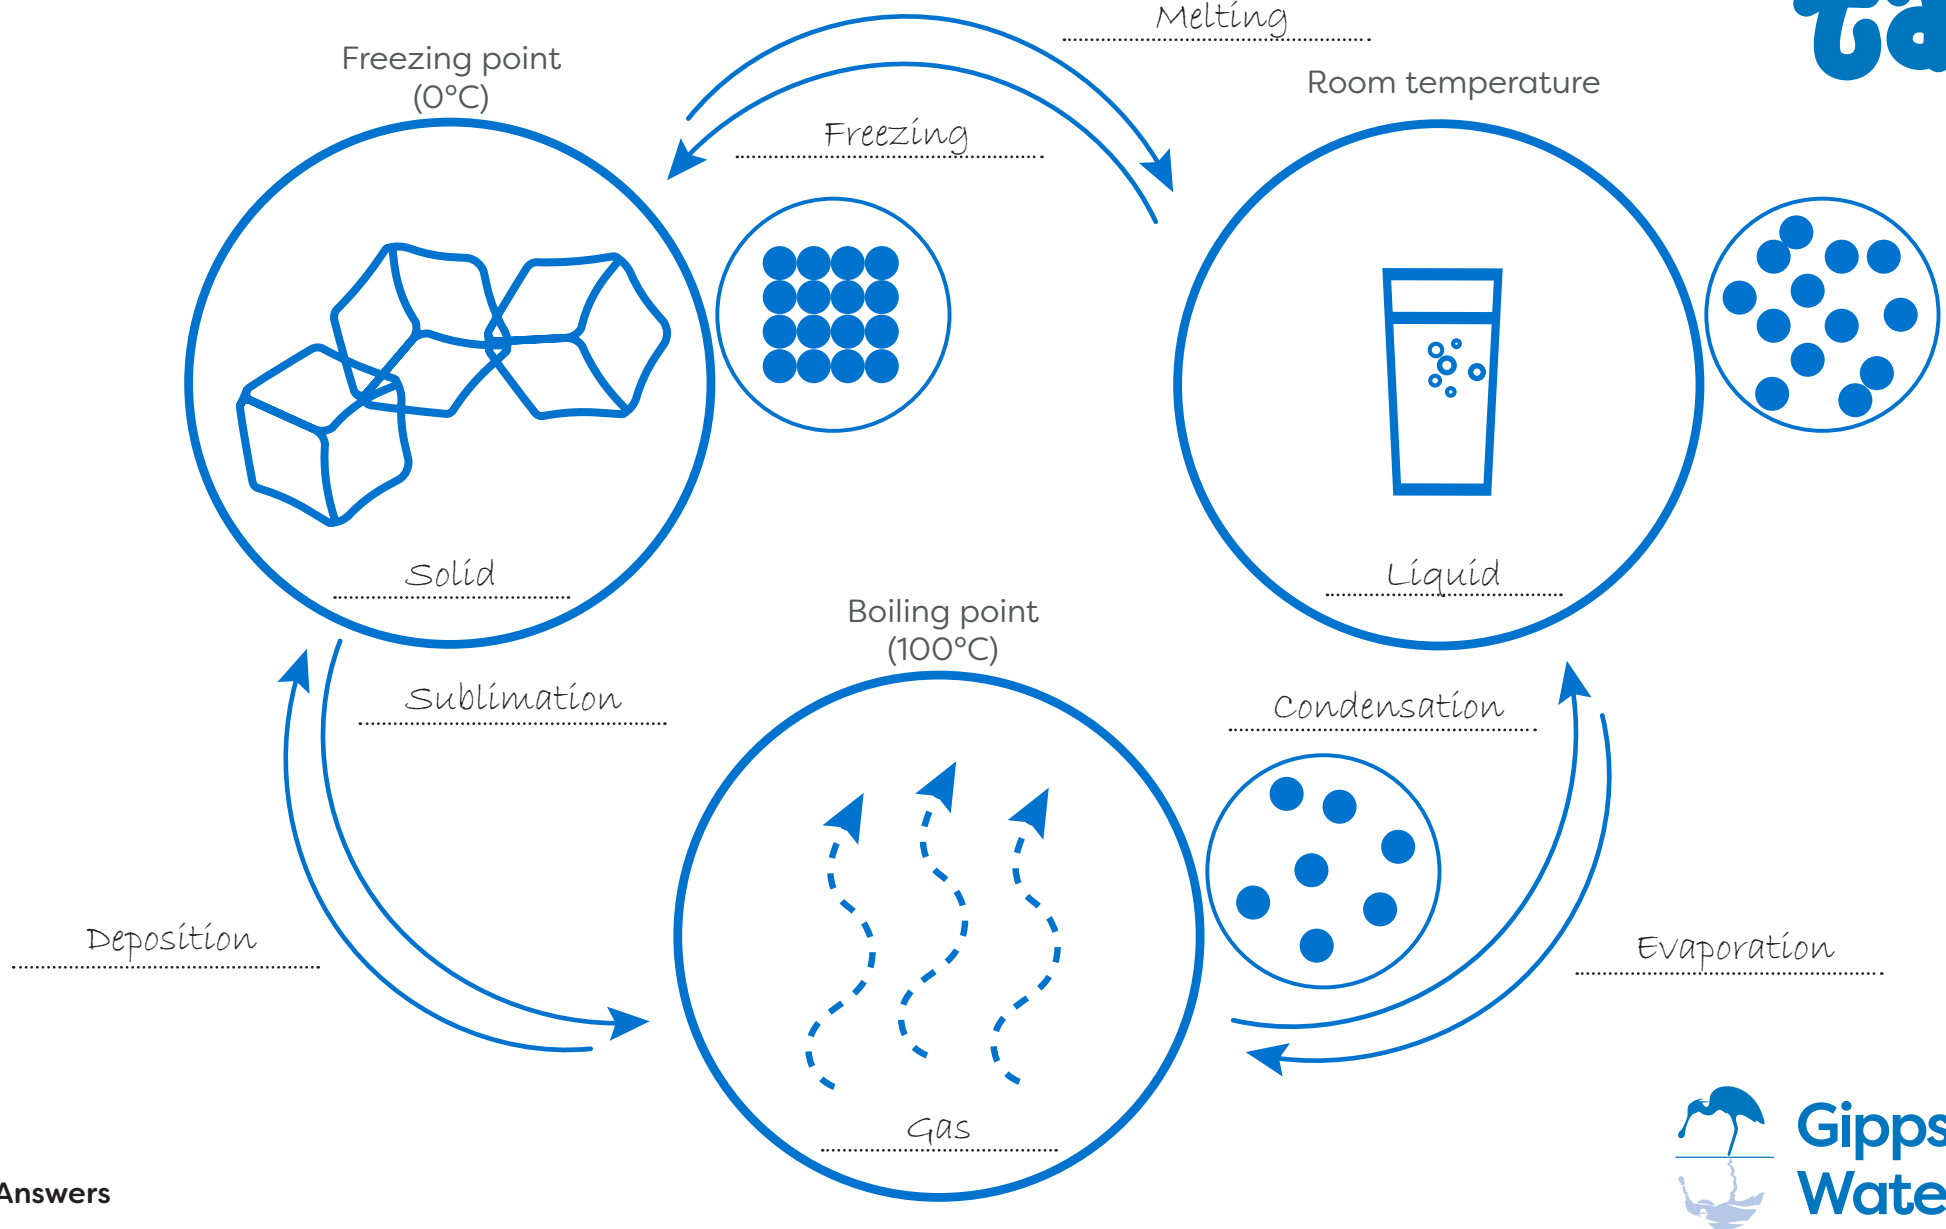 Melting
Freezing point
(0°C)
Room temperature
Freezing
Solid
Liquid
Boiling point
(100°C)
Sublimation
Condensation
Deposition
Evaporation
Gas
Gipps
Wate
Answers